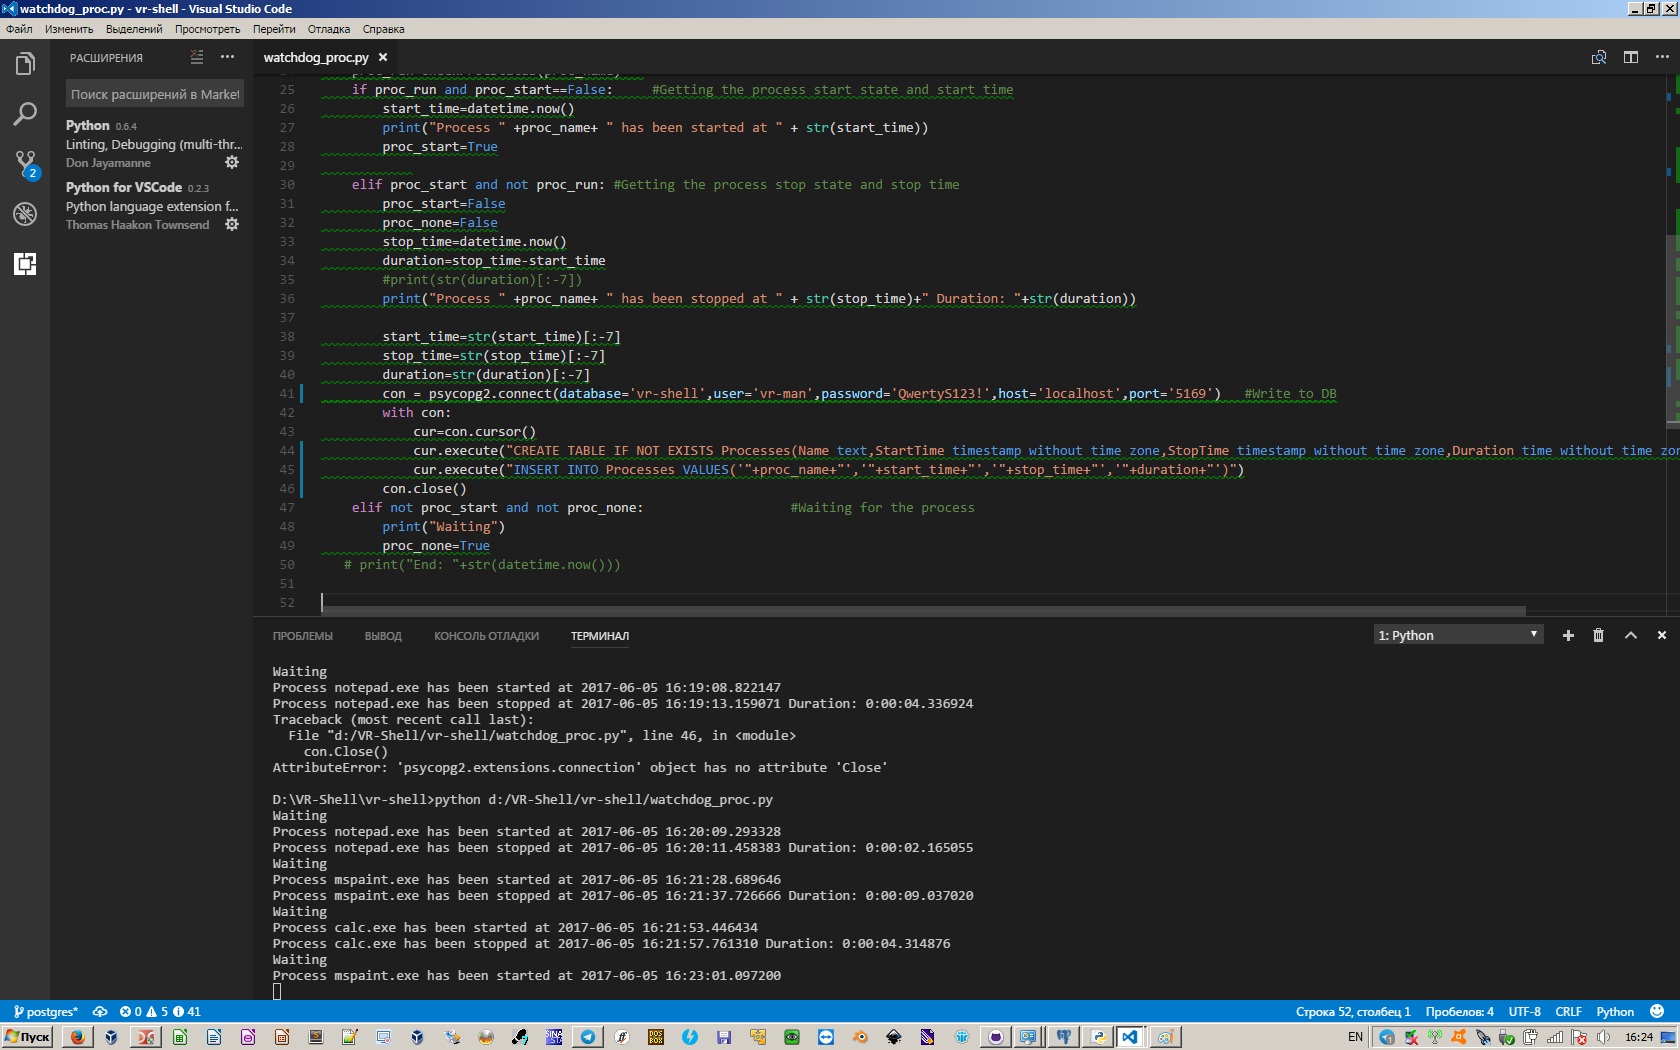 watchdog_proc.py - vr-shell - Visual Studio Code
Файл Изменить Выделений Просмотреть Перейти Отладка Справка
РАСШИРЕНИЯ
Поиск расширений в Market
Python 0.6.4
Linting, Debugging (multi-thr...
Don Jayamanne
2
Python for VSCode 0.2.3
Python language extension f...
Thomas Haakon Townsend
watchdog_proc.py
25 if proc_run and proc_start==False: #Getting the process start state and start time
26 start_time=datetime.now()
27 print("Process " +proc_name+ " has been started at " + str(start_time))
28 proc_start=True
29
30 elif proc_start and not proc_run: #Getting the process stop state and stop time
31 proc_start=False
32 proc_none=False
33 stop_time=datetime.now()
34 duration=stop_time-start_time
35 #print(str(duration)[:-7])
36 print("Process " +proc_name+ " has been stopped at " + str(stop_time)+" Duration: "+str(duration))
37
38 start_time=str(start_time)[:-7]
39 stop_time=str(stop_time)[:-7]
40 duration=str(duration)[:-7]
41 con = psycopg2.connect(database='vr-shell',user='vr-man',password='QwertyS123!',host='localhost',port='5169') #Write to DB
42 with con:
43 cur=con.cursor()
44 cur.execute("CREATE TABLE IF NOT EXISTS Processes(Name text,StartTime timestamp without time zone,StopTime timestamp without time zone,Duration time without time zon
45 cur.execute("INSERT INTO Processes VALUES('"+proc_name+"','"+start_time+"','"+stop_time+"','"+duration+"')")
46 con.close()
47 elif not proc_start and not proc_none: #Waiting for the process
48 print("Waiting")
49 proc_none=True
50 # print("End: "+str(datetime.now()))
51
52
ПРОБЛЕМЫ ВЫВОД КОНСОЛЬ ОТЛАДКИ ТЕРМИНАЛ 1: Python
Waiting
Process notepad.exe has been started at 2017-06-05 16:19:08.822147
Process notepad.exe has been stopped at 2017-06-05 16:19:13.159071 Duration: 0:00:04.336924
Traceback (most recent call last):
File "d:/VR-Shell/vr-shell/watchdog_proc.py", line 46, in <module>
con.Close()
AttributeError: 'psycopg2.extensions.connection' object has no attribute 'Close'
D:\VR-Shell\vr-shell>python d:/VR-Shell/vr-shell/watchdog_proc.py
Waiting
Process notepad.exe has been started at 2017-06-05 16:20:09.293328
Process notepad.exe has been stopped at 2017-06-05 16:20:11.458383 Duration: 0:00:02.165055
Waiting
Process mspaint.exe has been started at 2017-06-05 16:21:28.689646
Process mspaint.exe has been stopped at 2017-06-05 16:21:37.726666 Duration: 0:00:09.037020
Waiting
Process calc.exe has been started at 2017-06-05 16:21:53.446434
Process calc.exe has been stopped at 2017-06-05 16:21:57.761310 Duration: 0:00:04.314876
Waiting
Process mspaint.exe has been started at 2017-06-05 16:23:01.097200
postgres* 0 5 41 Строка 52, столбец 1 Пробелов: 4 UTF-8 CRLF Python
Пуск EN 16:24